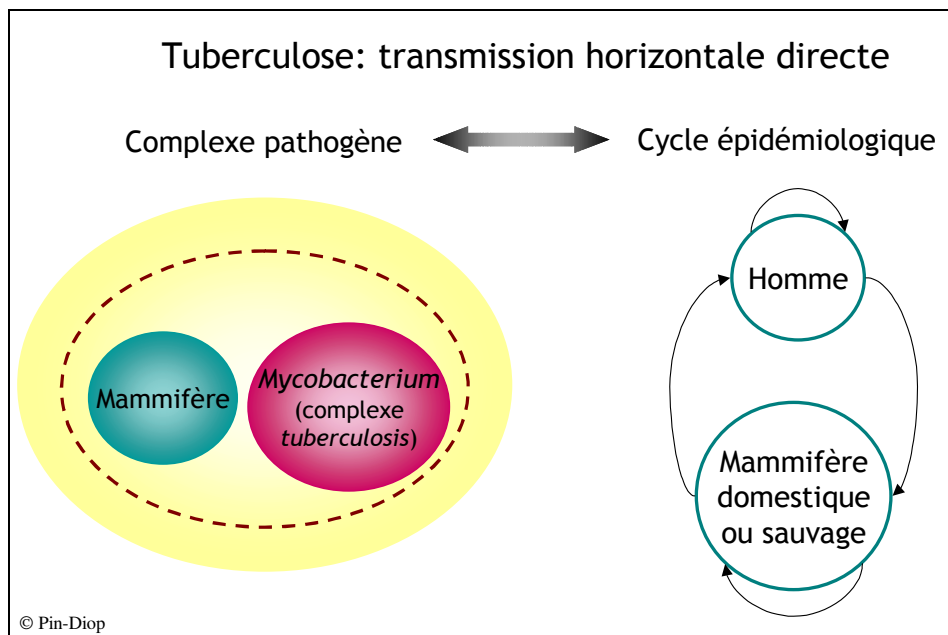 Tuberculose: transmission horizontale directe
Complexe pathogène
Cycle épidémiologique
Homme
Mammifère
Mycobacterium
(complexe
tuberculosis)
Mammifère
domestique
ou sauvage
© Pin-Diop